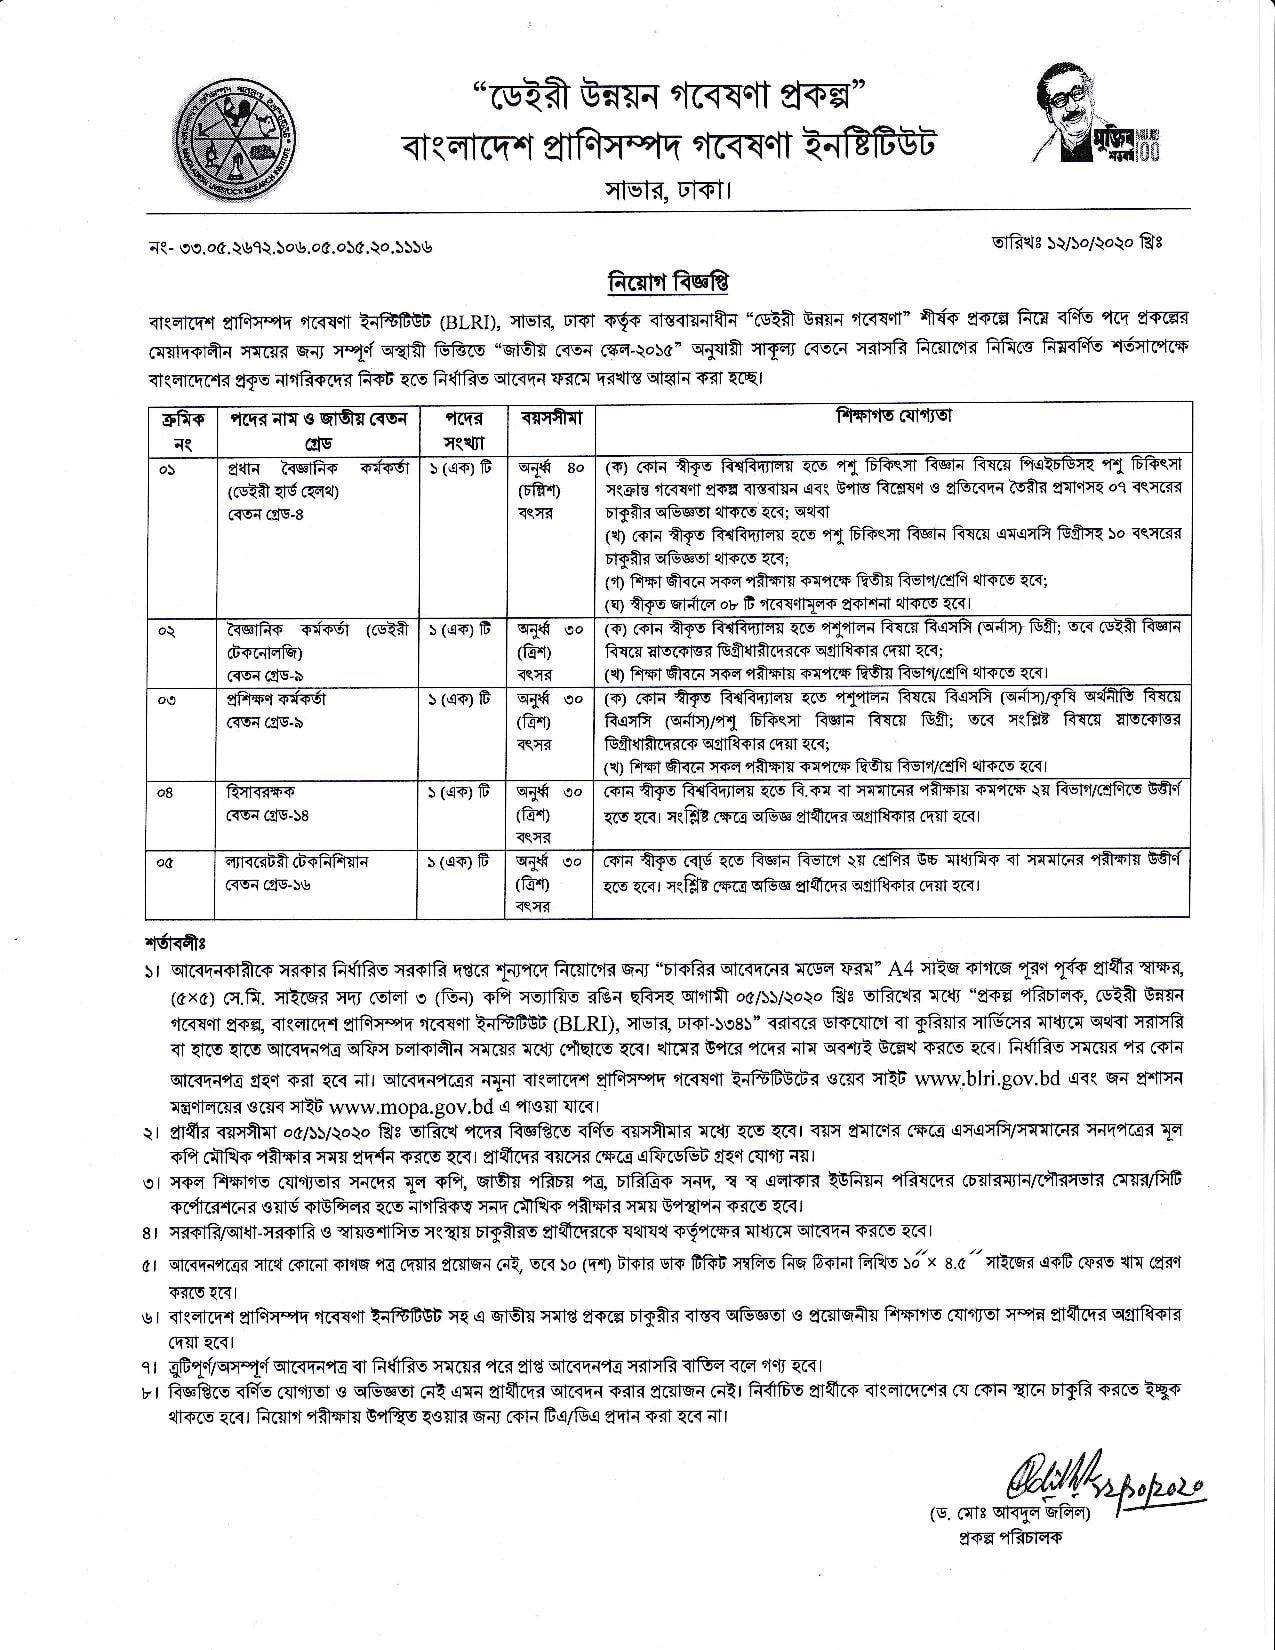 “ডেইরী উন্নয়ন গবেষণা প্রকল্প”
বাংলাদেশ প্রাণিসম্পদ গবেষণা ইনষ্টিটিউট
সাভার, ঢাকা।
মুজিব
শতবর্ষ 100
নং- ৩৩.০৫.২৬৭২.১০৬.০৫.০১৫.২০.১১১৬
তারিখঃ ১২/১০/২০২০ খ্রিঃ
নিয়োগ বিজ্ঞপ্তি
বাংলাদেশ প্রাণিসম্পদ গবেষণা ইনস্টিটিউট (BLRI), সাভার, ঢাকা কর্তৃক বাস্তবায়নাধীন “ডেইরী উন্নয়ন গবেষণা” শীর্ষক প্রকল্পে নিম্নে বর্ণিত পদে প্রকল্পের
মেয়াদকালীন সময়ের জন্য সম্পূর্ণ অস্থায়ী ভিত্তিতে “জাতীয় বেতন স্কেল-২০১৫” অনুযায়ী সাকূল্য বেতনে সরাসরি নিয়োগের নিমিত্তে নিম্নবর্ণিত শর্তসাপেক্ষে
বাংলাদেশের প্রকৃত নাগরিকদের নিকট হতে নির্ধারিত আবেদন ফরমে দরখাস্ত আহ্বান করা হচ্ছে।
ক্রমিক নং
পদের নাম ও জাতীয় বেতন গ্রেড
পদের সংখ্যা
বয়সসীমা
শিক্ষাগত যোগ্যতা
০১
প্রধান বৈজ্ঞানিক কর্মকর্তা
(ডেইরী হার্ড হেলথ)
বেতন গ্রেড-৪
১ (এক) টি
অনূর্ধ্ব ৪০
(চল্লিশ)
বৎসর
(ক) কোন স্বীকৃত বিশ্ববিদ্যালয় হতে পশু চিকিৎসা বিজ্ঞান বিষয়ে পিএইচডিসহ পশু চিকিৎসা
সংক্রান্ত গবেষণা প্রকল্প বাস্তবায়ন এবং উপাত্ত বিশ্লেষণ ও প্রতিবেদন তৈরীর প্রমাণসহ ০৭ বৎসরের
চাকুরীর অভিজ্ঞতা থাকতে হবে; অথবা
(খ) কোন স্বীকৃত বিশ্ববিদ্যালয় হতে পশু চিকিৎসা বিজ্ঞান বিষয়ে এমএসসি ডিগ্রীসহ ১০ বৎসরের
চাকুরীর অভিজ্ঞতা থাকতে হবে;
(গ) শিক্ষা জীবনে সকল পরীক্ষায় কমপক্ষে দ্বিতীয় বিভাগ/শ্রেণি থাকতে হবে;
(ঘ) স্বীকৃত জার্নালে ০৮ টি গবেষণামূলক প্রকাশনা থাকতে হবে।
০২
বৈজ্ঞানিক কর্মকর্তা (ডেইরী
টেকনোলজি)
বেতন গ্রেড-৯
১ (এক) টি
অনূর্ধ্ব ৩০
(ত্রিশ)
বৎসর
(ক) কোন স্বীকৃত বিশ্ববিদ্যালয় হতে পশুপালন বিষয়ে বিএসসি (অর্নাস) ডিগ্রী; তবে ডেইরী বিজ্ঞান
বিষয়ে স্নাতকোত্তর ডিগ্রীধারীদেরকে অগ্রাধিকার দেয়া হবে;
(খ) শিক্ষা জীবনে সকল পরীক্ষায় কমপক্ষে দ্বিতীয় বিভাগ/শ্রেণি থাকতে হবে।
০৩
প্রশিক্ষণ কর্মকর্তা
বেতন গ্রেড-৯
১ (এক) টি
অনূর্ধ্ব ৩০
(ত্রিশ)
বৎসর
(ক) কোন স্বীকৃত বিশ্ববিদ্যালয় হতে পশুপালন বিষয়ে বিএসসি (অর্নাস)/কৃষি অর্থনীতি বিষয়ে
বিএসসি (অর্নাস)/পশু চিকিৎসা বিজ্ঞান বিষয়ে ডিগ্রী; তবে সংশ্লিষ্ট বিষয়ে স্নাতকোত্তর
ডিগ্রীধারীদেরকে অগ্রাধিকার দেয়া হবে;
(খ) শিক্ষা জীবনে সকল পরীক্ষায় কমপক্ষে দ্বিতীয় বিভাগ/শ্রেণি থাকতে হবে।
০৪
হিসাবরক্ষক
বেতন গ্রেড-১৪
১ (এক) টি
অনূর্ধ্ব ৩০
(ত্রিশ)
বৎসর
কোন স্বীকৃত বিশ্ববিদ্যালয় হতে বি.কম বা সমমানের পরীক্ষায় কমপক্ষে ২য় বিভাগ/শ্রেণিতে উত্তীর্ণ
হতে হবে। সংশ্লিষ্ট ক্ষেত্রে অভিজ্ঞ প্রার্থীদের অগ্রাধিকার দেয়া হবে।
০৫
ল্যাবরেটরী টেকনিশিয়ান
বেতন গ্রেড-১৬
১ (এক) টি
অনূর্ধ্ব ৩০
(ত্রিশ)
বৎসর
কোন স্বীকৃত বোর্ড হতে বিজ্ঞান বিভাগে ২য় শ্রেণির উচ্চ মাধ্যমিক বা সমমানের পরীক্ষায় উত্তীর্ণ
হতে হবে। সংশ্লিষ্ট ক্ষেত্রে অভিজ্ঞ প্রার্থীদের অগ্রাধিকার দেয়া হবে।
শর্তাবলীঃ
১। আবেদনকারীকে সরকার নির্ধারিত সরকারি দপ্তরে শূন্যপদে নিয়োগের জন্য “চাকরির আবেদনের মডেল ফরম” A4 সাইজ কাগজে পূরণ পূর্বক প্রার্থীর স্বাক্ষর,
(৫×৫) সে.মি. সাইজের সদ্য তোলা ৩ (তিন) কপি সত্যায়িত রঙিন ছবিসহ আগামী ০৫/১১/২০২০ খ্রিঃ তারিখের মধ্যে “প্রকল্প পরিচালক, ডেইরী উন্নয়ন
গবেষণা প্রকল্প, বাংলাদেশ প্রাণিসম্পদ গবেষণা ইনস্টিটিউট (BLRI), সাভার, ঢাকা-১৩৪১” বরাবরে ডাকযোগে বা কুরিয়ার সার্ভিসের মাধ্যমে অথবা সরাসরি
বা হাতে হাতে আবেদনপত্র অফিস চলাকালীন সময়ের মধ্যে পৌঁছাতে হবে। খামের উপরে পদের নাম অবশ্যই উল্লেখ করতে হবে। নির্ধারিত সময়ের পর কোন
আবেদনপত্র গ্রহণ করা হবে না। আবেদনপত্রের নমুনা বাংলাদেশ প্রাণিসম্পদ গবেষণা ইনস্টিটিউটের ওয়েব সাইট www.blri.gov.bd এবং জন প্রশাসন
মন্ত্রণালয়ের ওয়েব সাইট www.mopa.gov.bd এ পাওয়া যাবে।
২। প্রার্থীর বয়সসীমা ০৫/১১/২০২০ খ্রিঃ তারিখে পদের বিজ্ঞপ্তিতে বর্ণিত বয়সসীমার মধ্যে হতে হবে। বয়স প্রমাণের ক্ষেত্রে এসএসসি/সমমানের সনদপত্রের মূল
কপি মৌখিক পরীক্ষার সময় প্রদর্শন করতে হবে। প্রার্থীদের বয়সের ক্ষেত্রে এফিডেভিট গ্রহণ যোগ্য নয়।
৩। সকল শিক্ষাগত যোগ্যতার সনদের মূল কপি, জাতীয় পরিচয় পত্র, চারিত্রিক সনদ, স্ব স্ব এলাকার ইউনিয়ন পরিষদের চেয়ারম্যান/পৌরসভার মেয়র/সিটি
কর্পোরেশনের ওয়ার্ড কাউন্সিলর হতে নাগরিকত্ব সনদ মৌখিক পরীক্ষার সময় উপস্থাপন করতে হবে।
৪। সরকারি/আধা-সরকারি ও স্বায়ত্তশাসিত সংস্থায় চাকুরীরত প্রার্থীদেরকে যথাযথ কর্তৃপক্ষের মাধ্যমে আবেদন করতে হবে।
৫। আবেদনপত্রের সাথে কোনো কাগজ পত্র দেয়ার প্রয়োজন নেই, তবে ১০ (দশ) টাকার ডাক টিকিট সম্বলিত নিজ ঠিকানা লিখিত ১০˝× ৪.৫˝ সাইজের একটি ফেরত খাম প্রেরণ
করতে হবে।
৬। বাংলাদেশ প্রাণিসম্পদ গবেষণা ইনস্টিটিউট সহ এ জাতীয় সমাপ্ত প্রকল্পে চাকুরীর বাস্তব অভিজ্ঞতা ও প্রয়োজনীয় শিক্ষাগত যোগ্যতা সম্পন্ন প্রার্থীদের অগ্রাধিকার
দেয়া হবে।
৭। ত্রুটিপূর্ণ/অসম্পূর্ণ আবেদনপত্র বা নির্ধারিত সময়ের পরে প্রাপ্ত আবেদনপত্র সরাসরি বাতিল বলে গণ্য হবে।
৮। বিজ্ঞপ্তিতে বর্ণিত যোগ্যতা ও অভিজ্ঞতা নেই এমন প্রার্থীদের আবেদন করার প্রয়োজন নেই। নির্বাচিত প্রার্থীকে বাংলাদেশের যে কোন স্থানে চাকুরি করতে ইচ্ছুক
থাকতে হবে। নিয়োগ পরীক্ষায় উপস্থিত হওয়ার জন্য কোন টিএ/ডিএ প্রদান করা হবে না।
১২/১০/২০২০
(ড. মোঃ আবদুল জলিল)
প্রকল্প পরিচালক